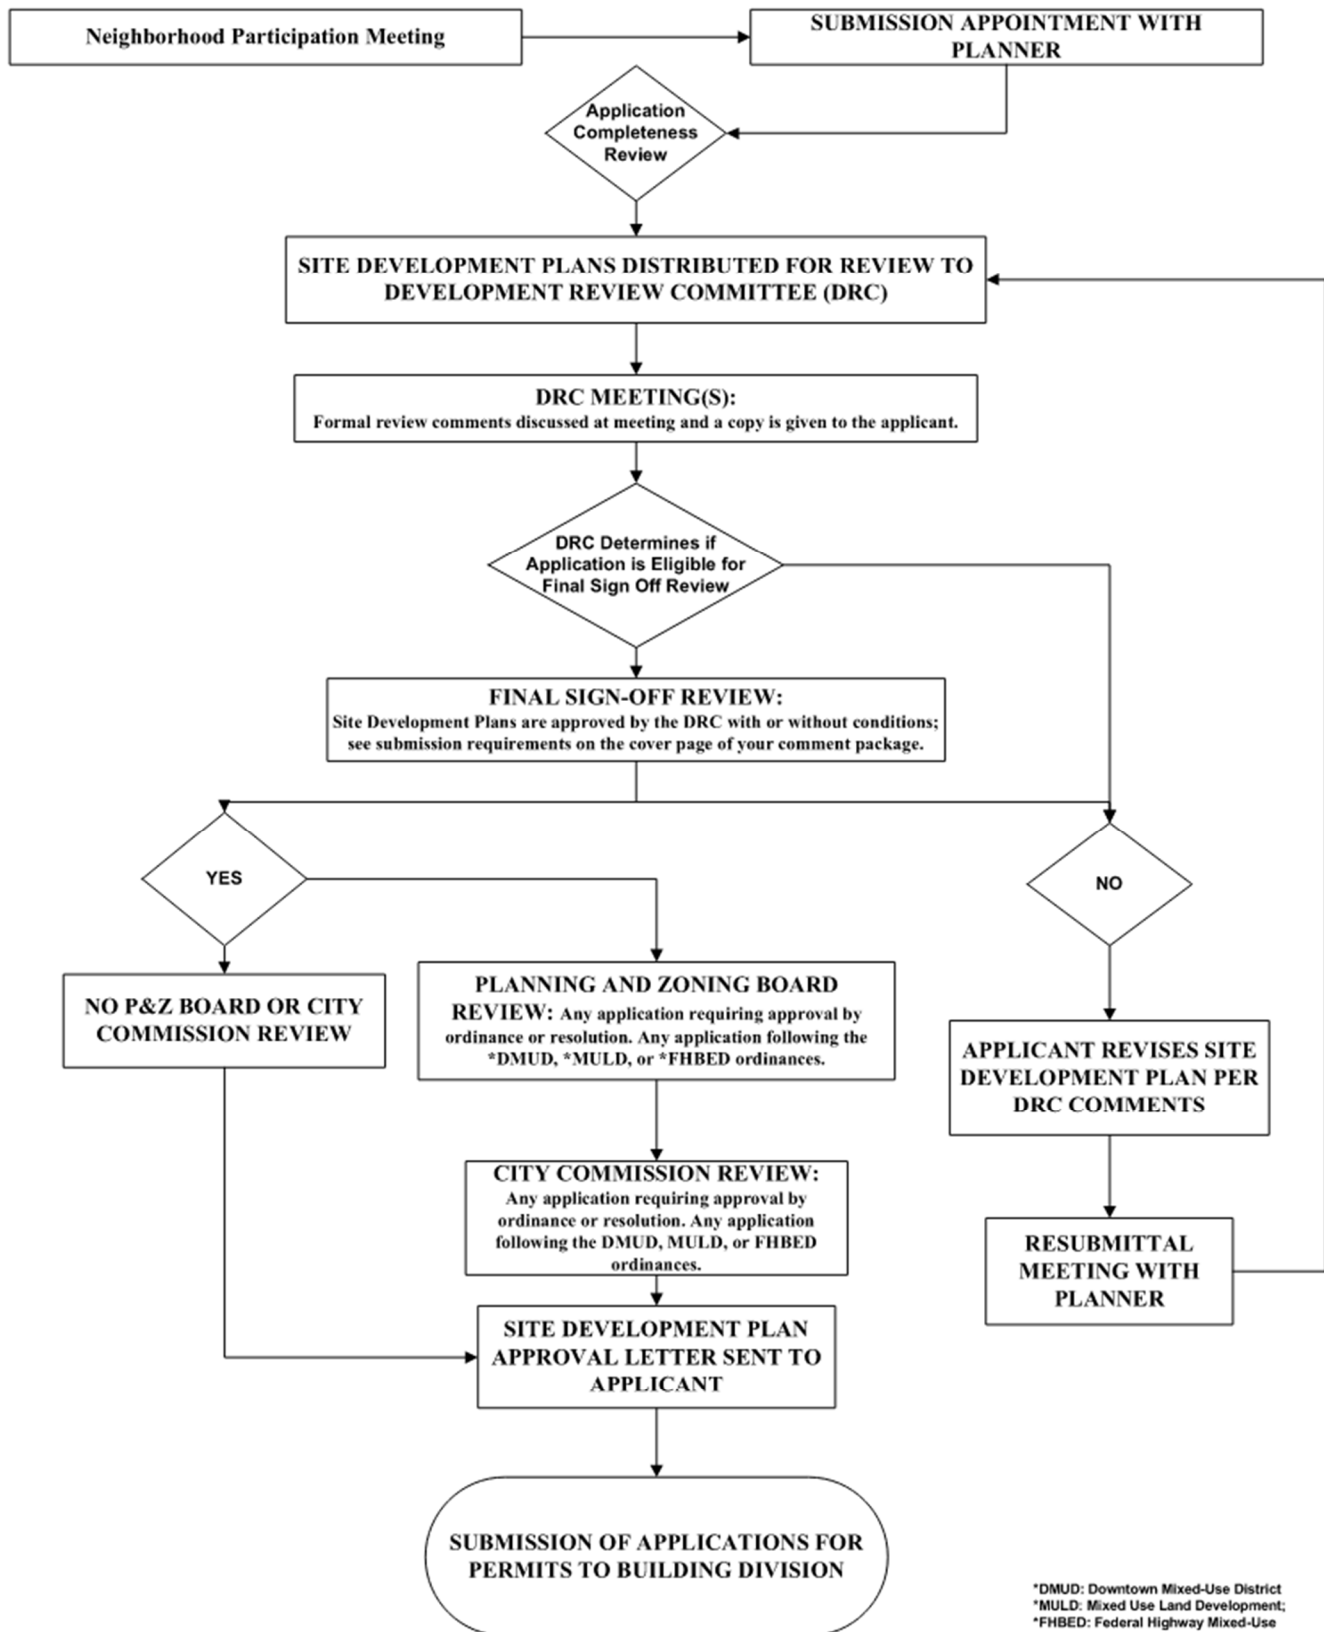 Neighborhood Participation Meeting
SUBMISSION APPOINTMENT WITH
PLANNER
Application
Completeness
Review
SITE DEVELOPMENT PLANS DISTRIBUTED FOR REVIEW TO
DEVELOPMENT REVIEW COMMITTEE (DRC)
DRC MEETING(S):
Formal review comments discussed at meeting and a copy is given to the applicant.
DRC Determines if
Application is Eligible for
Final Sign Off Review
FINAL SIGN-OFF REVIEW:
Site Development Plans are approved by the DRC with or without conditions;
see submission requirements on the cover page of your comment package.
YES
NO
NO P&Z BOARD OR CITY
COMMISSION REVIEW
PLANNING AND ZONING BOARD
REVIEW: Any application requiring approval by
ordinance or resolution. Any application following the
*DMUD, *MULD, or *FHBED ordinances.
APPLICANT REVISES SITE
DEVELOPMENT PLAN PER
DRC COMMENTS
CITY COMMISSION REVIEW:
Any application requiring approval by
ordinance or resolution. Any application
following the DMUD, MULD, or FHBED
ordinances.
RESUBMITTAL
MEETING WITH
PLANNER
SITE DEVELOPMENT PLAN
APPROVAL LETTER SENT TO
APPLICANT
SUBMISSION OF APPLICATIONS FOR
PERMITS TO BUILDING DIVISION
*DMUD: Downtown Mixed-Use District
*MULD: Mixed Use Land Development;
*FHBED: Federal Highway Mixed-Use